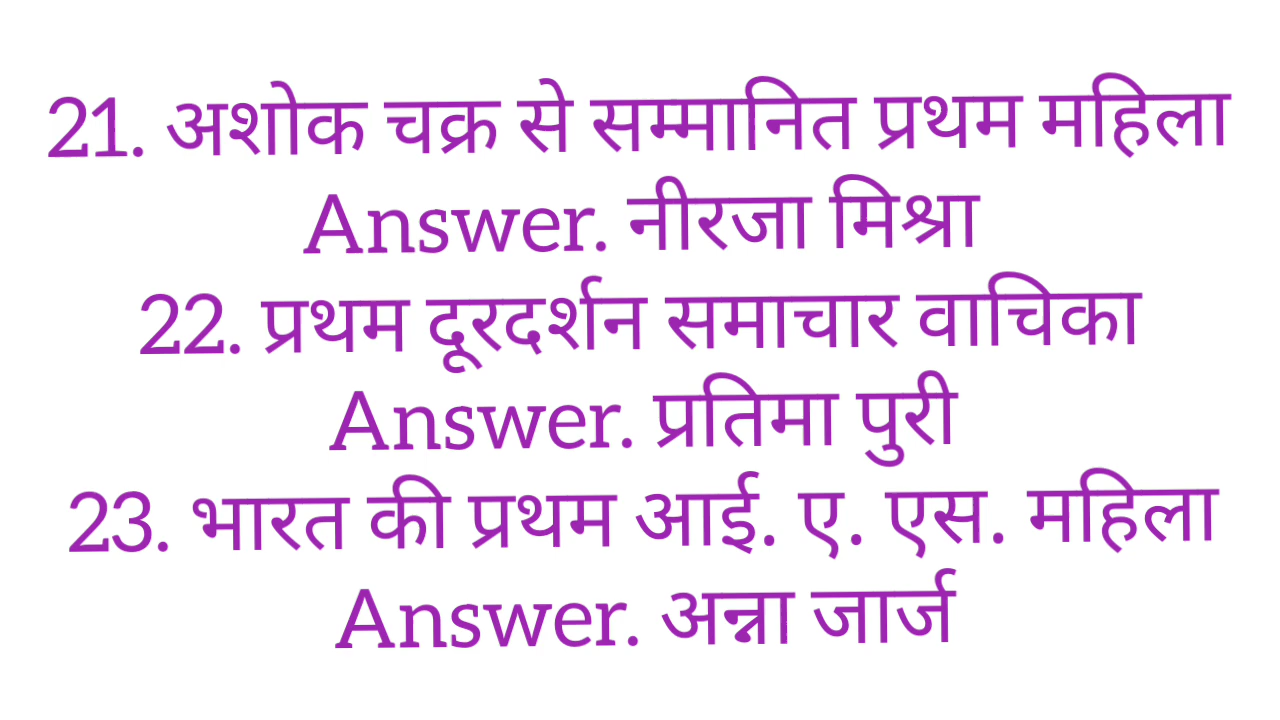 21. अशोक चक्र से सम्मानित प्रथम महिला
Answer. नीरजा मिश्रा
22. प्रथम दूरदर्शन समाचार वाचिका
Answer. प्रतिमा पुरी
23. भारत की प्रथम आई. ए. एस. महिला
Answer. अन्ना जार्ज